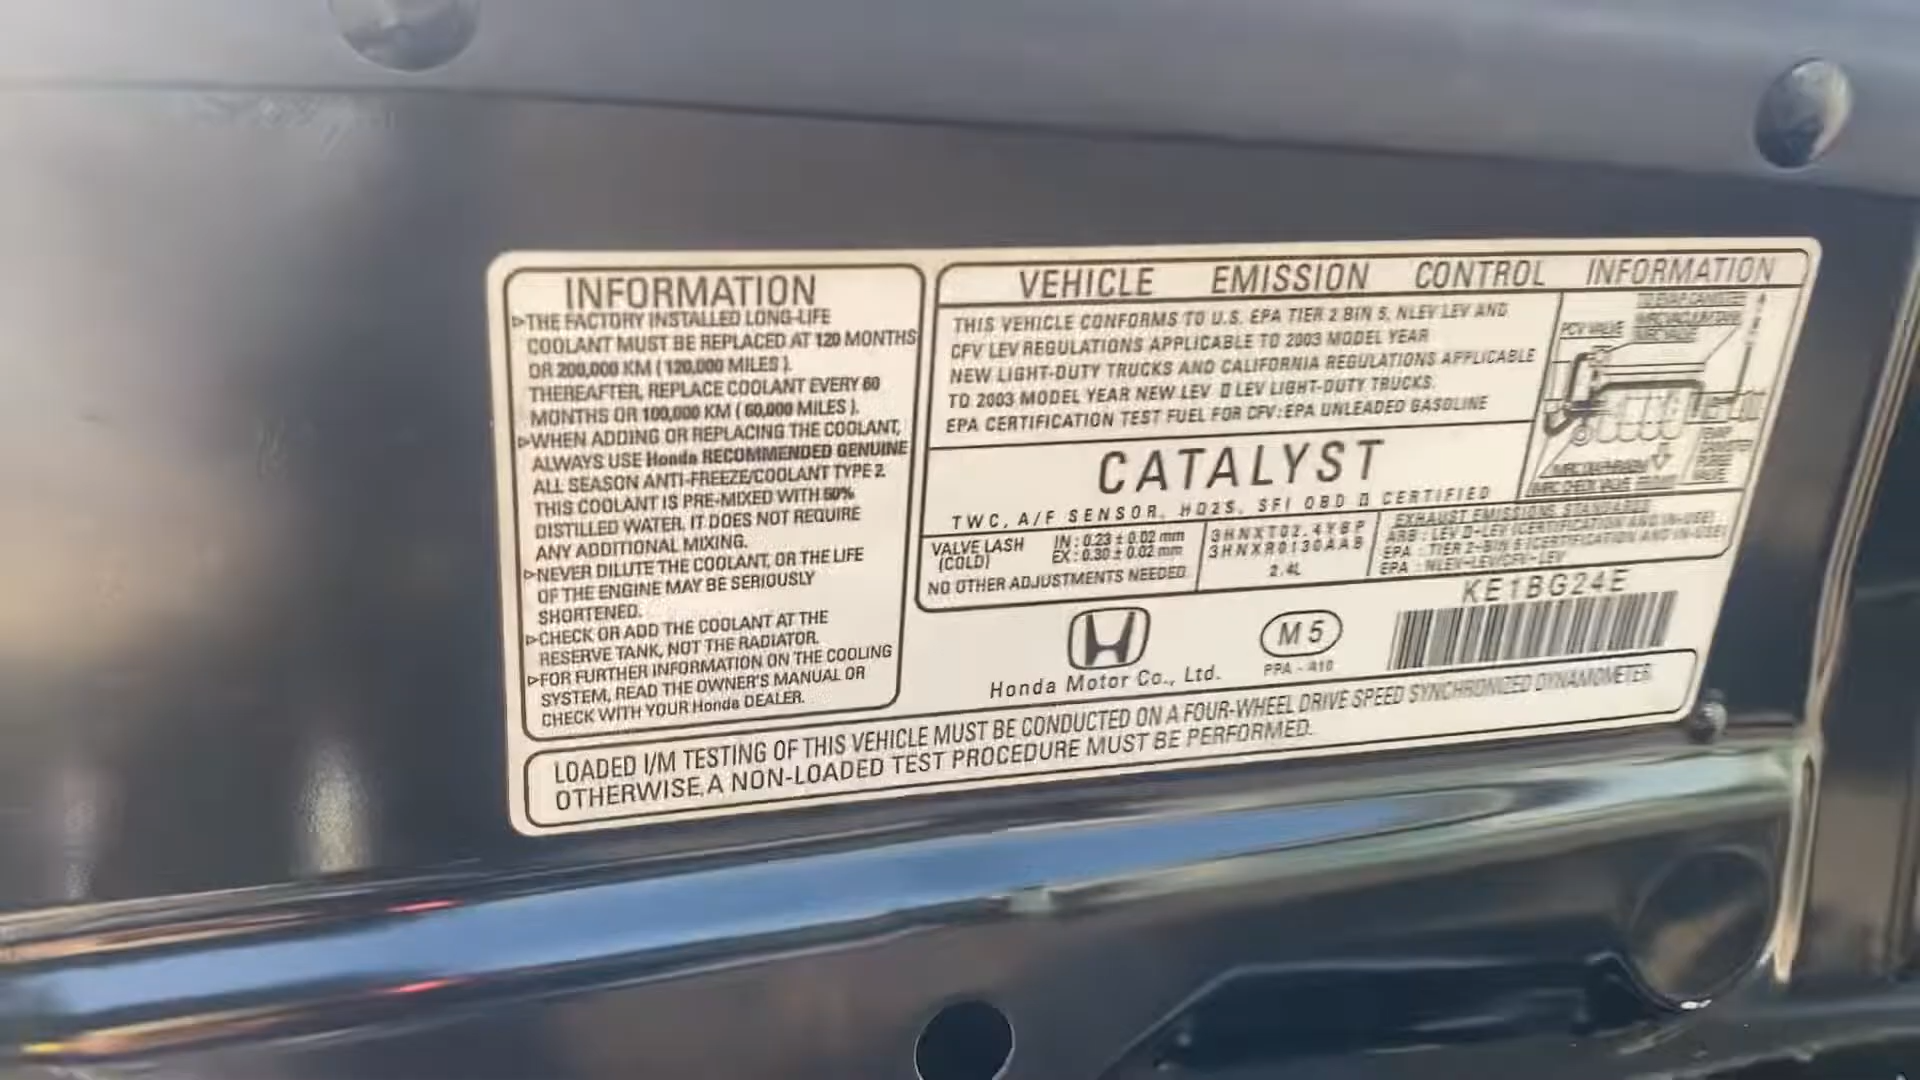 INFORMATION
▷THE FACTORY INSTALLED LONG-LIFE
COOLANT MUST BE REPLACED AT 120 MONTHS
OR 200,000 KM ( 120,000 MILES ).
THEREAFTER, REPLACE COOLANT EVERY 60
MONTHS OR 100,000 KM ( 60,000 MILES ).
▷WHEN ADDING OR REPLACING THE COOLANT,
ALWAYS USE Honda RECOMMENDED GENUINE
ALL SEASON ANTI-FREEZE/COOLANT TYPE 2.
THIS COOLANT IS PRE-MIXED WITH 50%
DISTILLED WATER. IT DOES NOT REQUIRE
ANY ADDITIONAL MIXING.
▷NEVER DILUTE THE COOLANT, OR THE LIFE
OF THE ENGINE MAY BE SERIOUSLY
SHORTENED.
▷CHECK OR ADD THE COOLANT AT THE
RESERVE TANK, NOT THE RADIATOR.
▷FOR FURTHER INFORMATION ON THE COOLING
SYSTEM, READ THE OWNER'S MANUAL OR
CHECK WITH YOUR Honda DEALER.
VEHICLE EMISSION CONTROL INFORMATION
THIS VEHICLE CONFORMS TO U.S. EPA TIER 2 BIN 5, NLEV LEV AND
CFV LEV REGULATIONS APPLICABLE TO 2003 MODEL YEAR
NEW LIGHT-DUTY TRUCKS AND CALIFORNIA REGULATIONS APPLICABLE
TO 2003 MODEL YEAR NEW LEV II LEV LIGHT-DUTY TRUCKS.
EPA CERTIFICATION TEST FUEL FOR CFV: EPA UNLEADED GASOLINE
PCV VALVE
CATALYST
TWC, A/F SENSOR, HO2S, SFI OBD II CERTIFIED
VALVE LASH
(COLD)
IN : 0.23 ± 0.02 mm
EX : 0.30 ± 0.02 mm
NO OTHER ADJUSTMENTS NEEDED
3HNXT02.4YBP
3HNXR0130AAB
2.4L
EXHAUST EMISSIONS STANDARDS
ARB : LEV II-LEV (CERTIFICATION AND IN-USE)
EPA : TIER 2-BIN 5 (CERTIFICATION AND IN-USE)
EPA : NLEV-LEV/CFV-LEV
KE1BG24E
Honda Motor Co., Ltd.
M5
PPA - A10
LOADED I/M TESTING OF THIS VEHICLE MUST BE CONDUCTED ON A FOUR-WHEEL DRIVE SPEED SYNCHRONIZED DYNAMOMETER.
OTHERWISE, A NON-LOADED TEST PROCEDURE MUST BE PERFORMED.